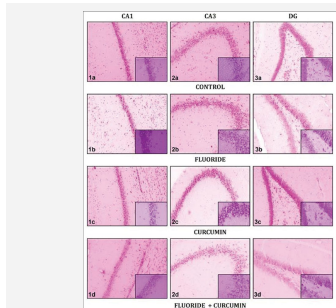 CA1 CA3 DG
1a 2a 3a
CONTROL
1b 2b 3b
FLUORIDE
1c 2c 3c
CURCUMIN
1d 2d 3d
FLUORIDE + CURCUMIN